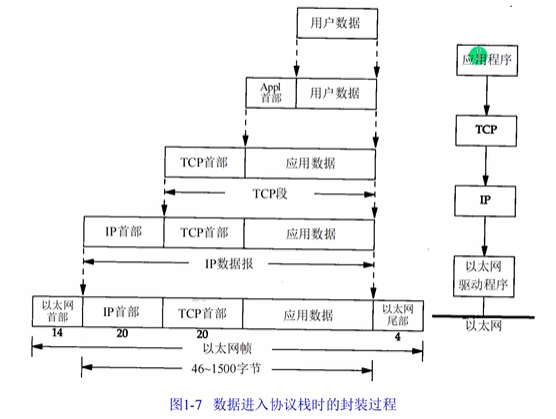 用户数据
Appl
首部
用户数据
应用程序
TCP首部
应用数据
TCP
TCP段
IP首部
TCP首部
应用数据
IP
IP数据报
以太网
驱动程序
以太网
首部
IP首部
TCP首部
应用数据
以太网
尾部
以太网
14
20
20
4
以太网帧
46~1500字节
图1-7 数据进入协议栈时的封装过程